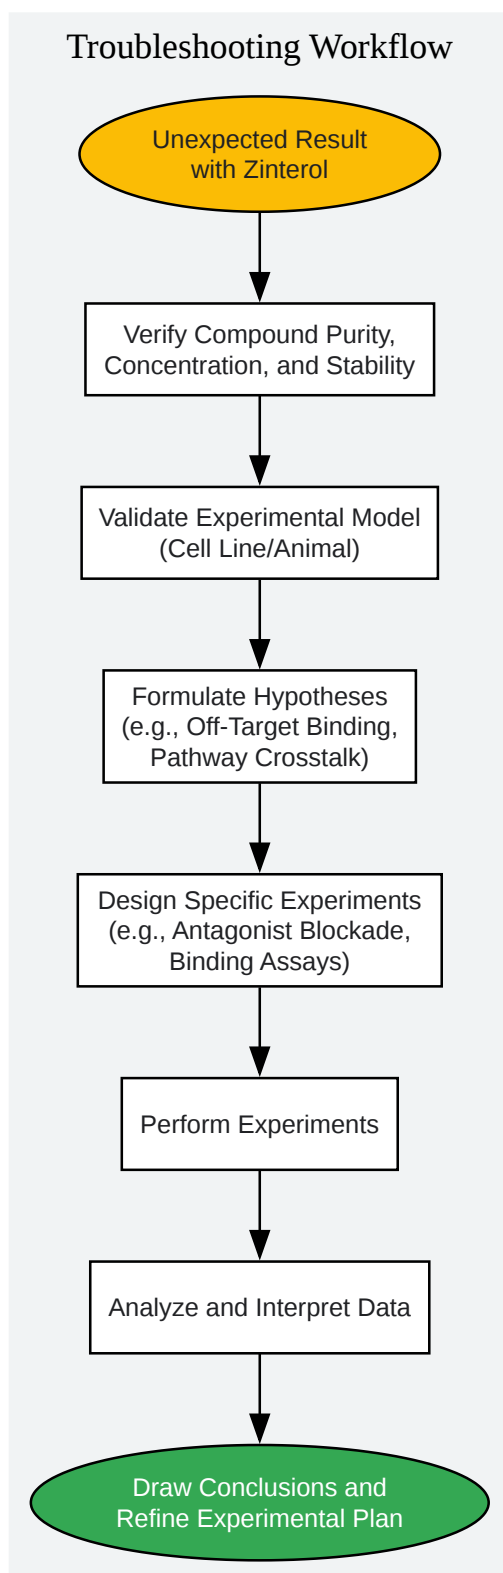 Troubleshooting Workflow
Unexpected Result
with Zinterol
Verify Compound Purity,
Concentration, and Stability
Validate Experimental Model
(Cell Line/Animal)
Formulate Hypotheses
(e.g., Off-Target Binding,
Pathway Crosstalk)
Design Specific Experiments
(e.g., Antagonist Blockade,
Binding Assays)
Perform Experiments
Analyze and Interpret Data
Draw Conclusions and
Refine Experimental Plan